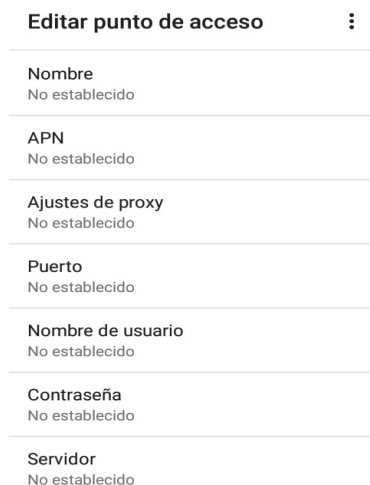 Editar punto de acceso
Nombre
No establecido
APN
No establecido
Ajustes de proxy
No establecido
Puerto
No establecido
Nombre de usuario
No establecido
Contraseña
No establecido
Servidor
No establecido